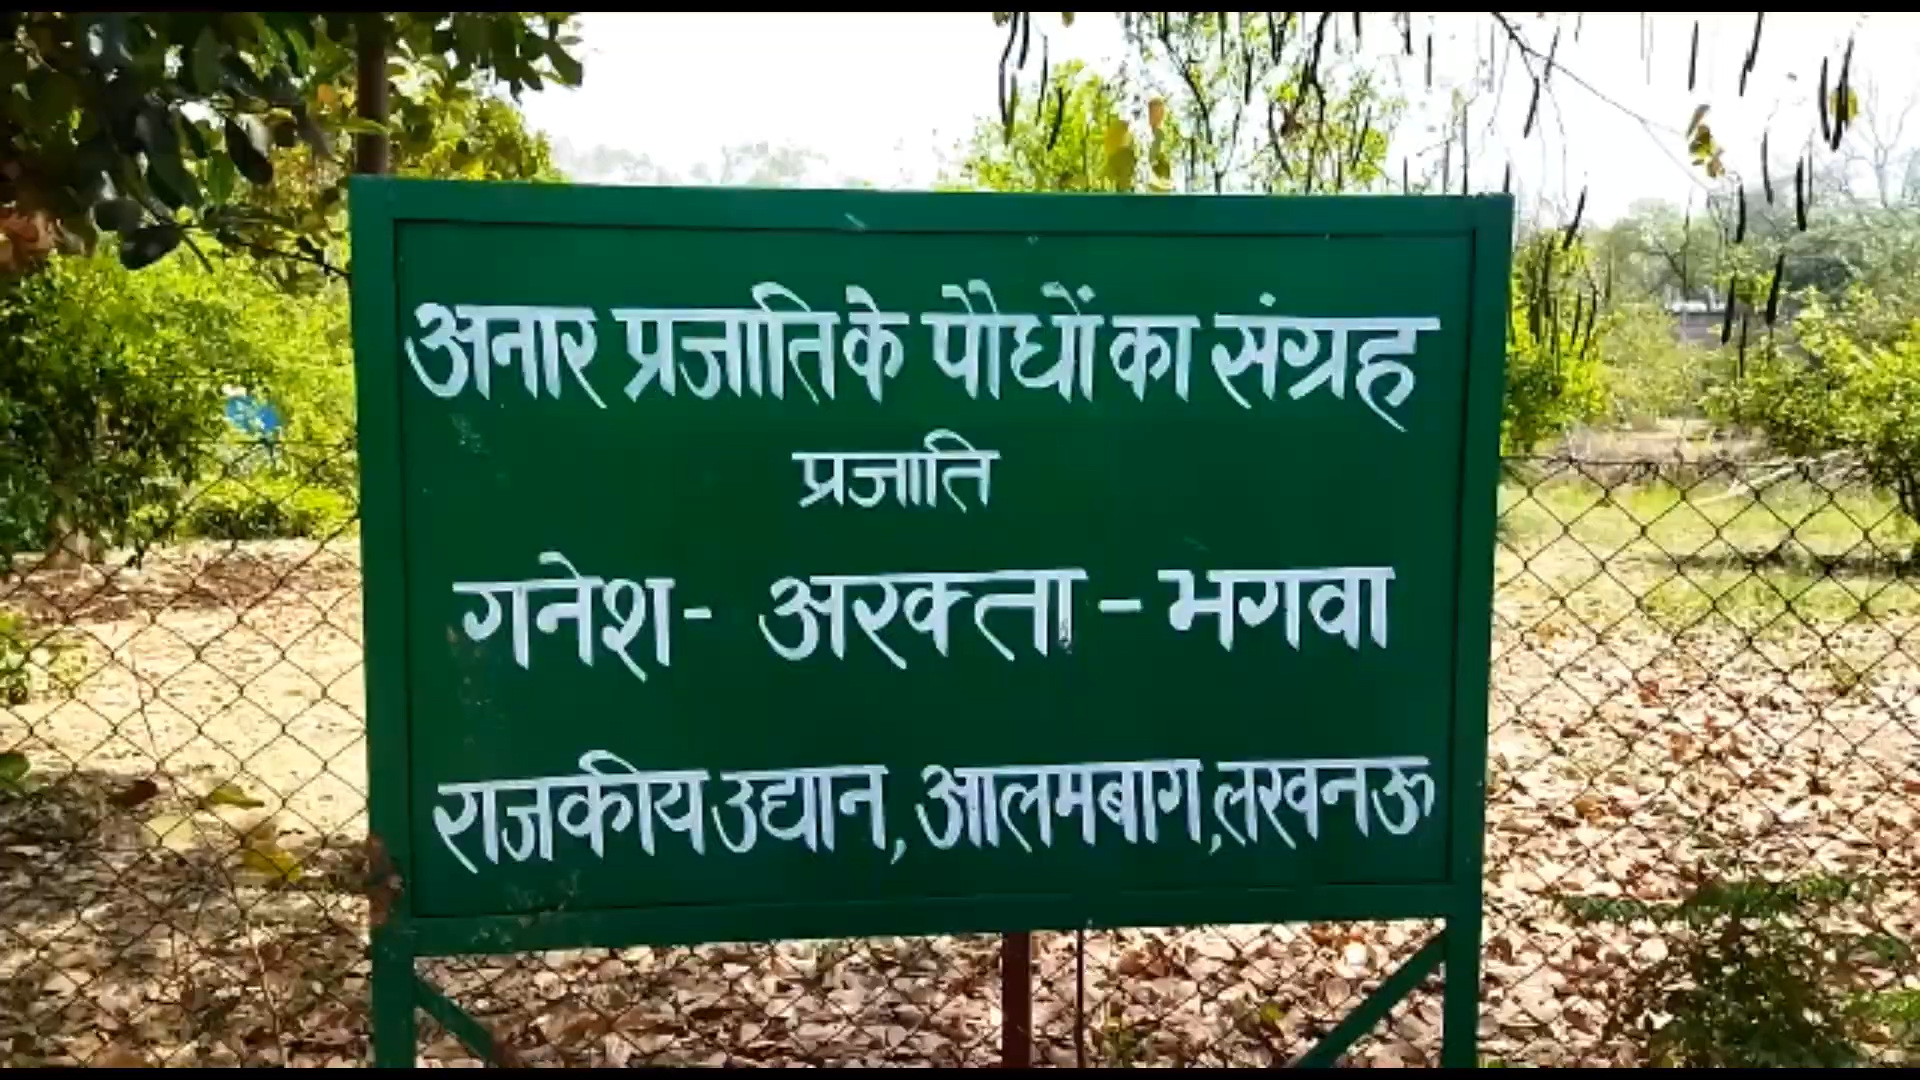 अनार प्रजाति के पौधौं का संग्रह
प्रजाति
गनेश - अरक्ता - भगवा
राजकीय उद्यान, आलमबाग, लखनऊ